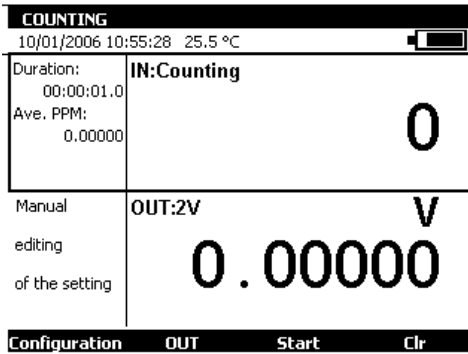 COUNTING
10/01/2006 10:55:28 25.5 °C
Duration:
00:00:01.0
Ave. PPM:
0.00000
IN:Counting
0
Manual
editing
of the setting
OUT:2V
V
0.00000
Configuration OUT Start Clr